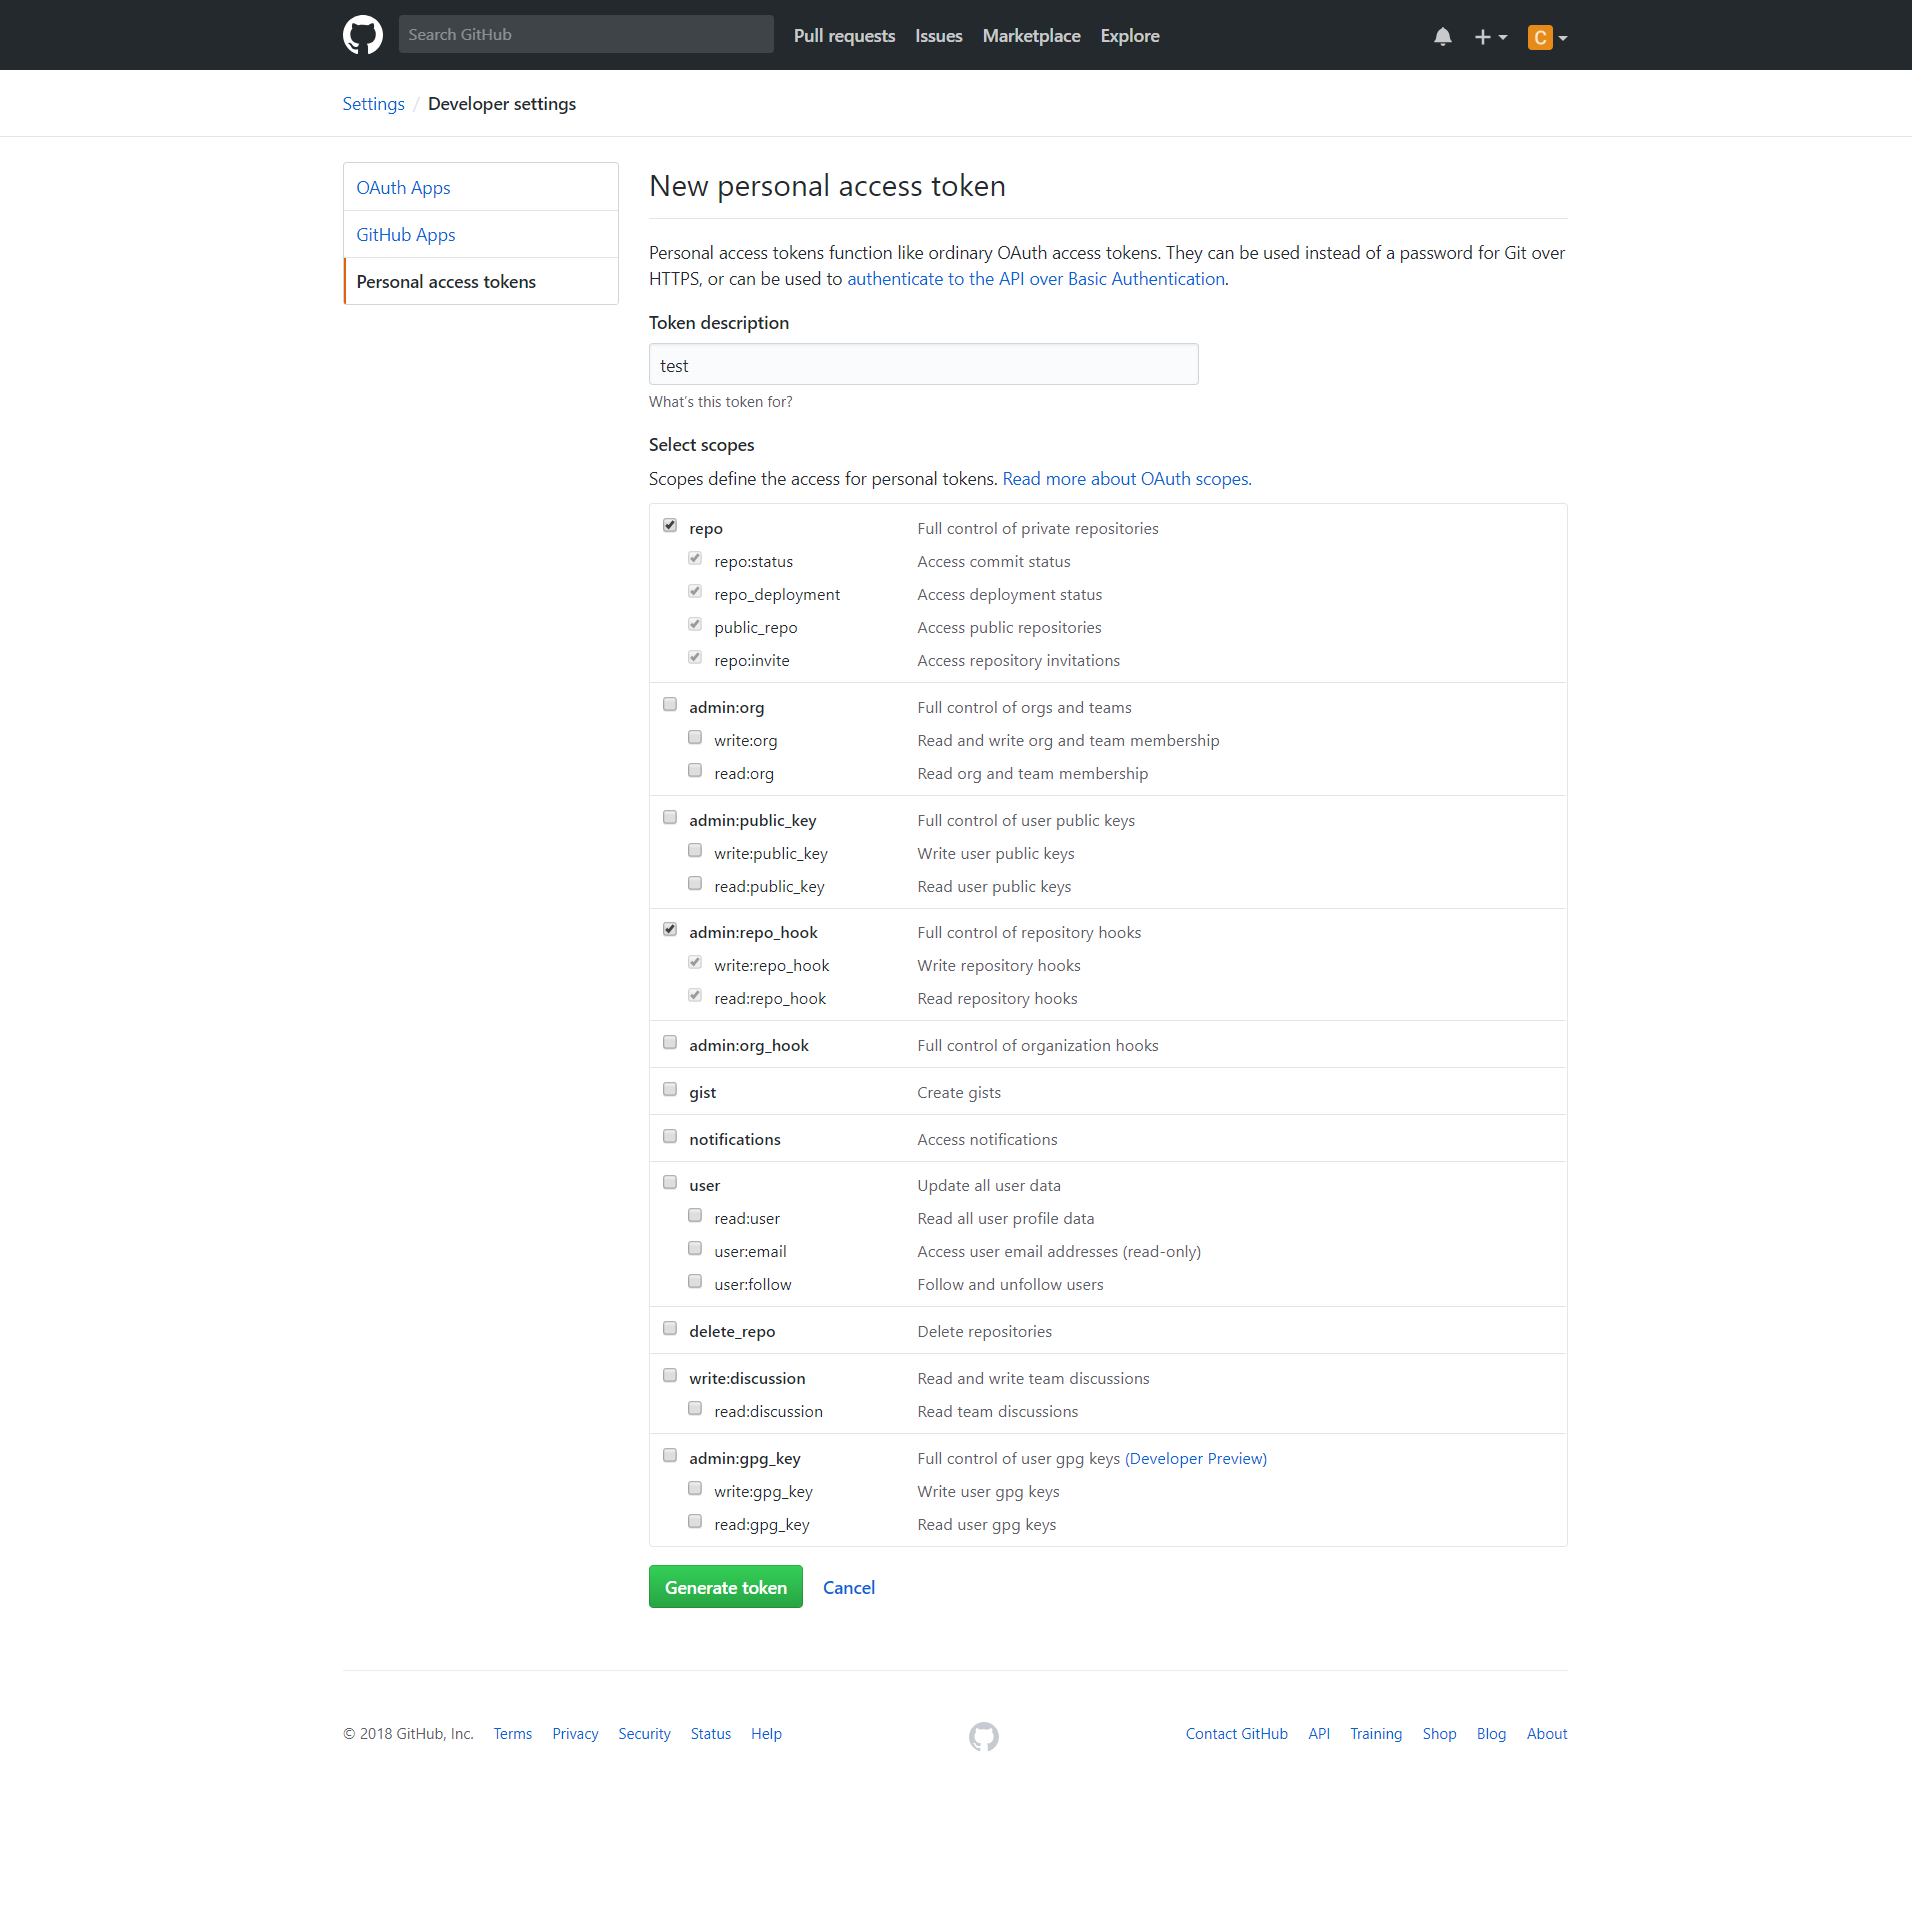 Search GitHub
Pull requests Issues Marketplace Explore
C
Settings / Developer settings
OAuth Apps
GitHub Apps
Personal access tokens
New personal access token
Personal access tokens function like ordinary OAuth access tokens. They can be used instead of a password for Git over
HTTPS, or can be used to authenticate to the API over Basic Authentication.
Token description
test
What's this token for?
Select scopes
Scopes define the access for personal tokens. Read more about OAuth scopes.
repo Full control of private repositories
repo:status Access commit status
repo_deployment Access deployment status
public_repo Access public repositories
repo:invite Access repository invitations
admin:org Full control of orgs and teams
write:org Read and write org and team membership
read:org Read org and team membership
admin:public_key Full control of user public keys
write:public_key Write user public keys
read:public_key Read user public keys
admin:repo_hook Full control of repository hooks
write:repo_hook Write repository hooks
read:repo_hook Read repository hooks
admin:org_hook Full control of organization hooks
gist Create gists
notifications Access notifications
user Update all user data
read:user Read all user profile data
user:email Access user email addresses (read-only)
user:follow Follow and unfollow users
delete_repo Delete repositories
write:discussion Read and write team discussions
read:discussion Read team discussions
admin:gpg_key Full control of user gpg keys (Developer Preview)
write:gpg_key Write user gpg keys
read:gpg_key Read user gpg keys
Generate token Cancel
© 2018 GitHub, Inc. Terms Privacy Security Status Help Contact GitHub API Training Shop Blog About